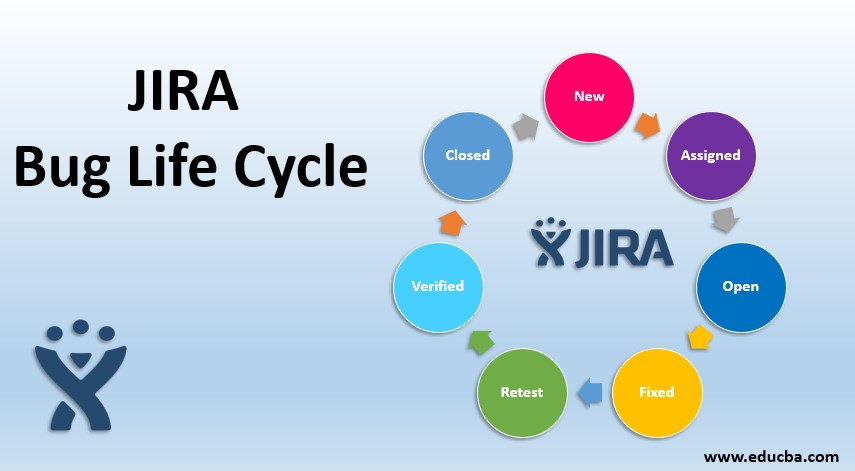 JIRA
Bug Life Cycle
New
Assigned
Open
Fixed
Retest
Verified
Closed
JIRA
www.educba.com